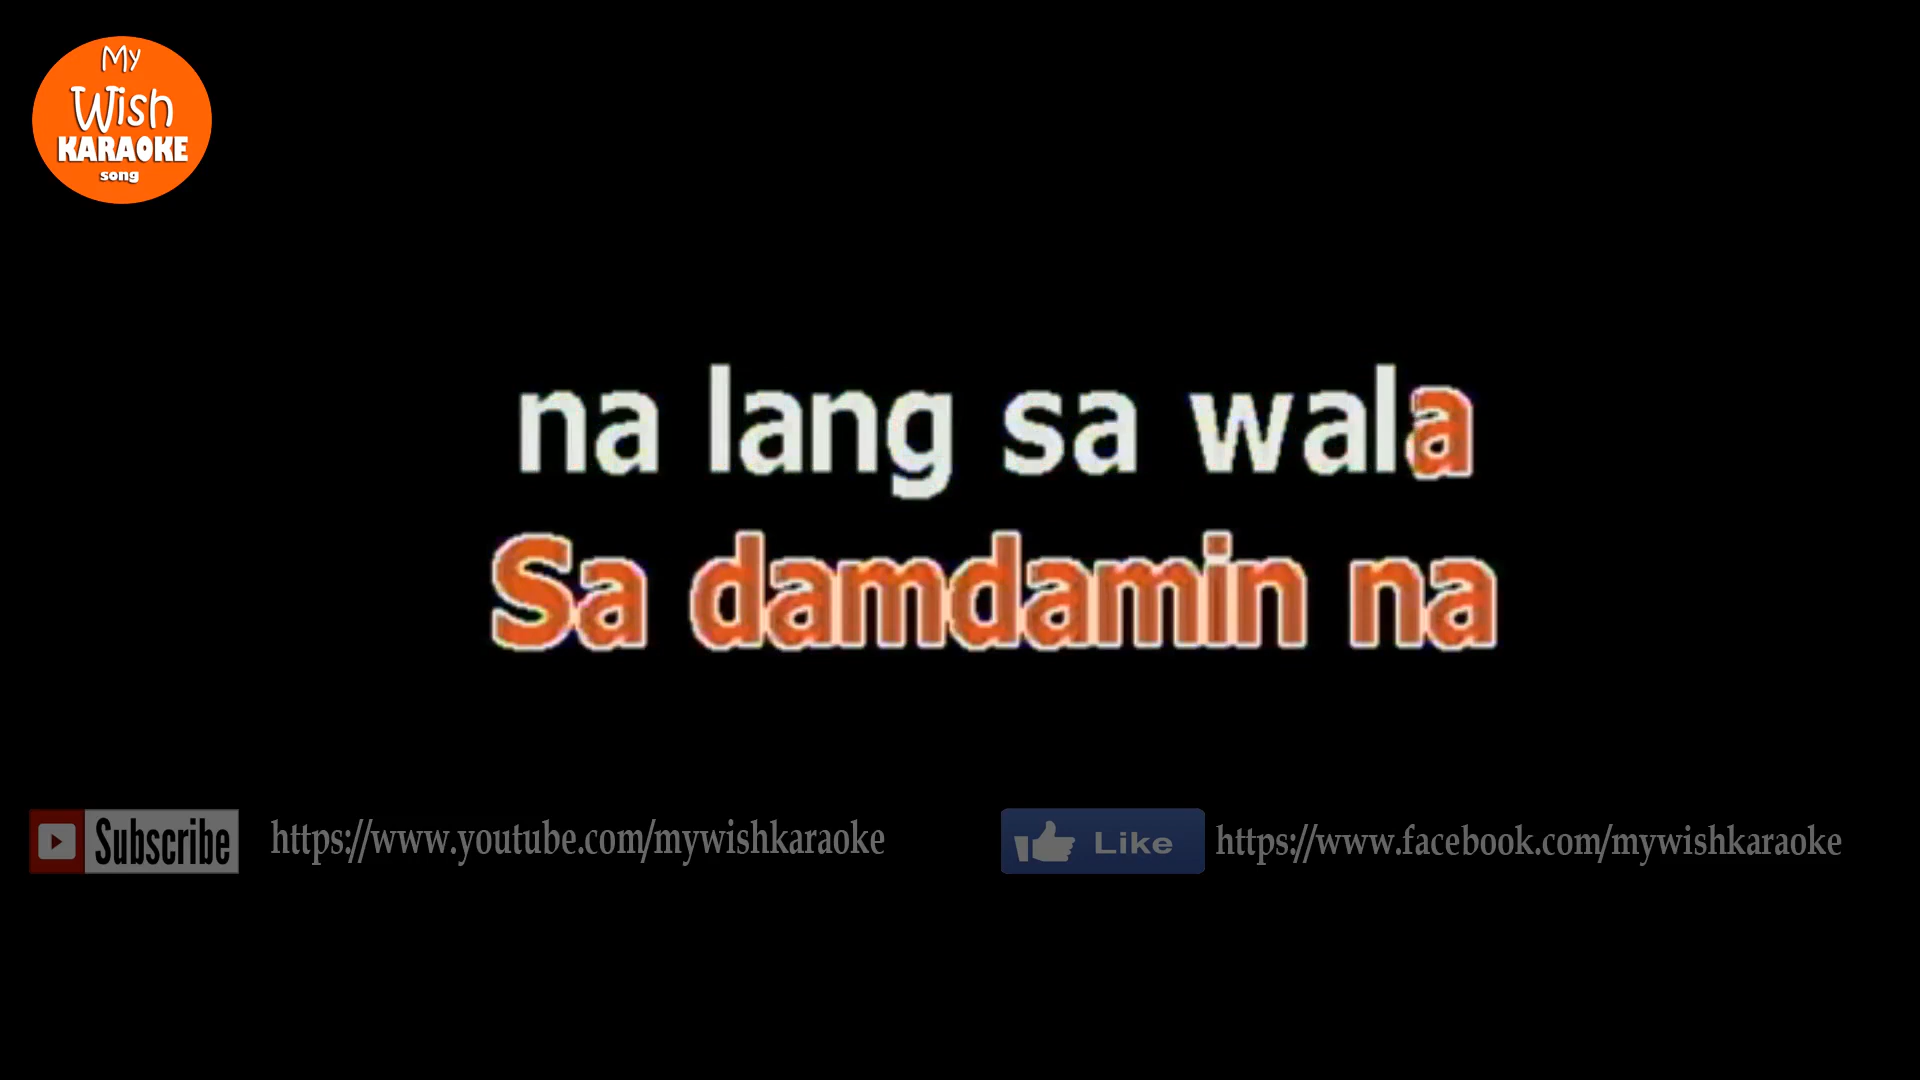 My
Wish
KARAOKE
song
na lang sa wala
Sa damdamin na
Subscribe https://www.youtube.com/mywishkaraoke Like https://www.facebook.com/mywishkaraoke